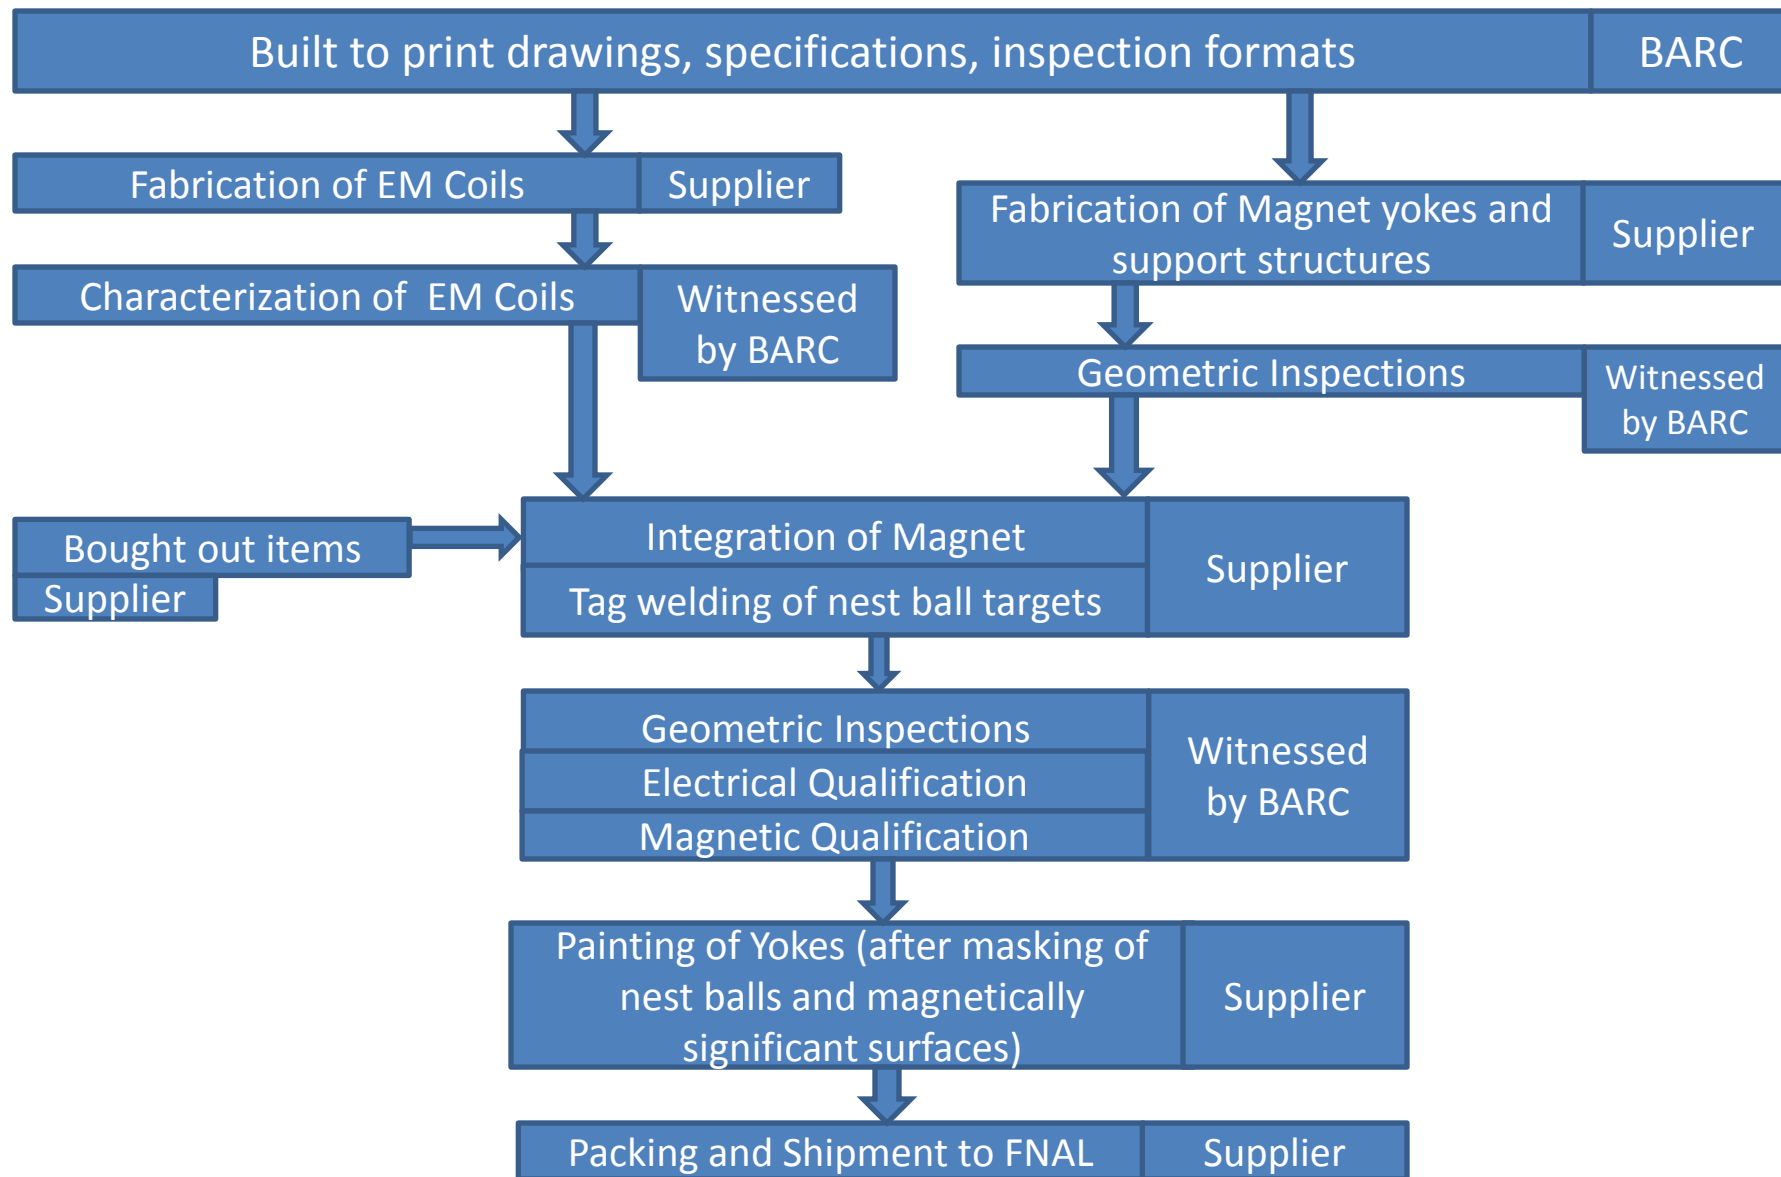 Built to print drawings, specifications, inspection formats
BARC
Fabrication of EM Coils
Supplier
Fabrication of Magnet yokes and
support structures
Supplier
Characterization of EM Coils
Witnessed
by BARC
Geometric Inspections
Witnessed
by BARC
Bought out items
Supplier
Integration of Magnet
Tag welding of nest ball targets
Supplier
Geometric Inspections
Electrical Qualification
Magnetic Qualification
Witnessed
by BARC
Painting of Yokes (after masking of
nest balls and magnetically
significant surfaces)
Supplier
Packing and Shipment to FNAL
Supplier